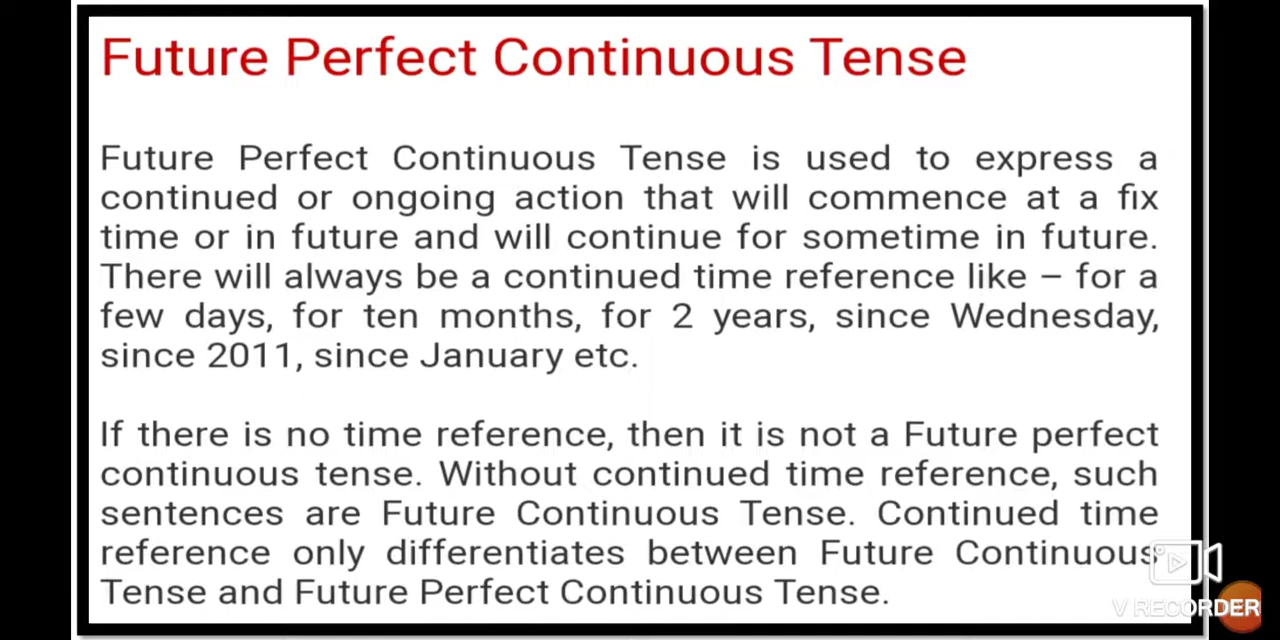 Future Perfect Continuous Tense
Future Perfect Continuous Tense is used to express a
continued or ongoing action that will commence at a fix
time or in future and will continue for sometime in future.
There will always be a continued time reference like – for a
few days, for ten months, for 2 years, since Wednesday,
since 2011, since January etc.
If there is no time reference, then it is not a Future perfect
continuous tense. Without continued time reference, such
sentences are Future Continuous Tense. Continued time
reference only differentiates between Future Continuous
Tense and Future Perfect Continuous Tense.
V RECORDER